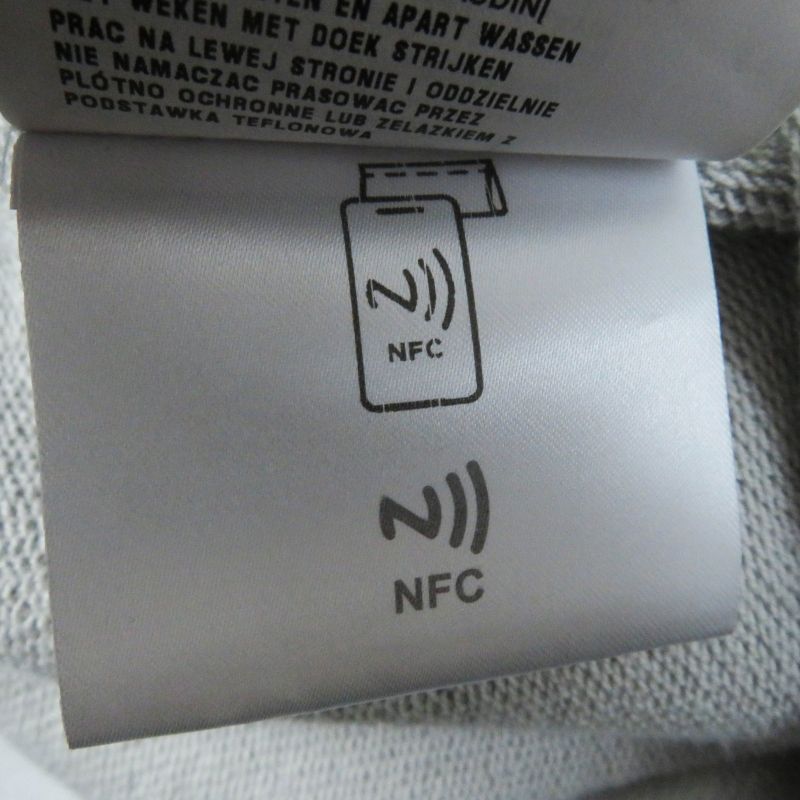 WEKEN MET DOEK STRIJKEN
EN APART WASSEN
PRAC NA LEWEJ STRONIE I ODDZIELNIE
NIE NAMACZAC PRASOWAC PRZEZ
PLÓTNO OCHRONNE LUB ZELAZKIEM Z
PODSTAWKA TEFLONOWA
NFC
NFC